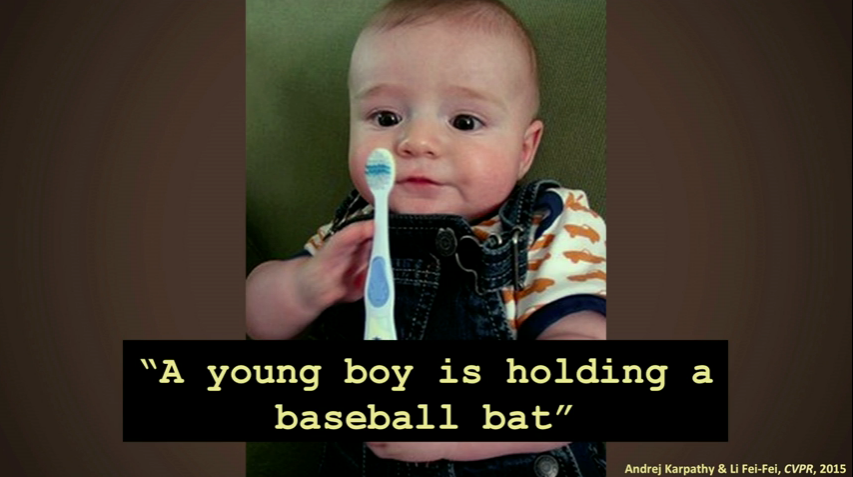 “A young boy is holding a
baseball bat”
Andrej Karpathy & Li Fei-Fei, CVPR, 2015